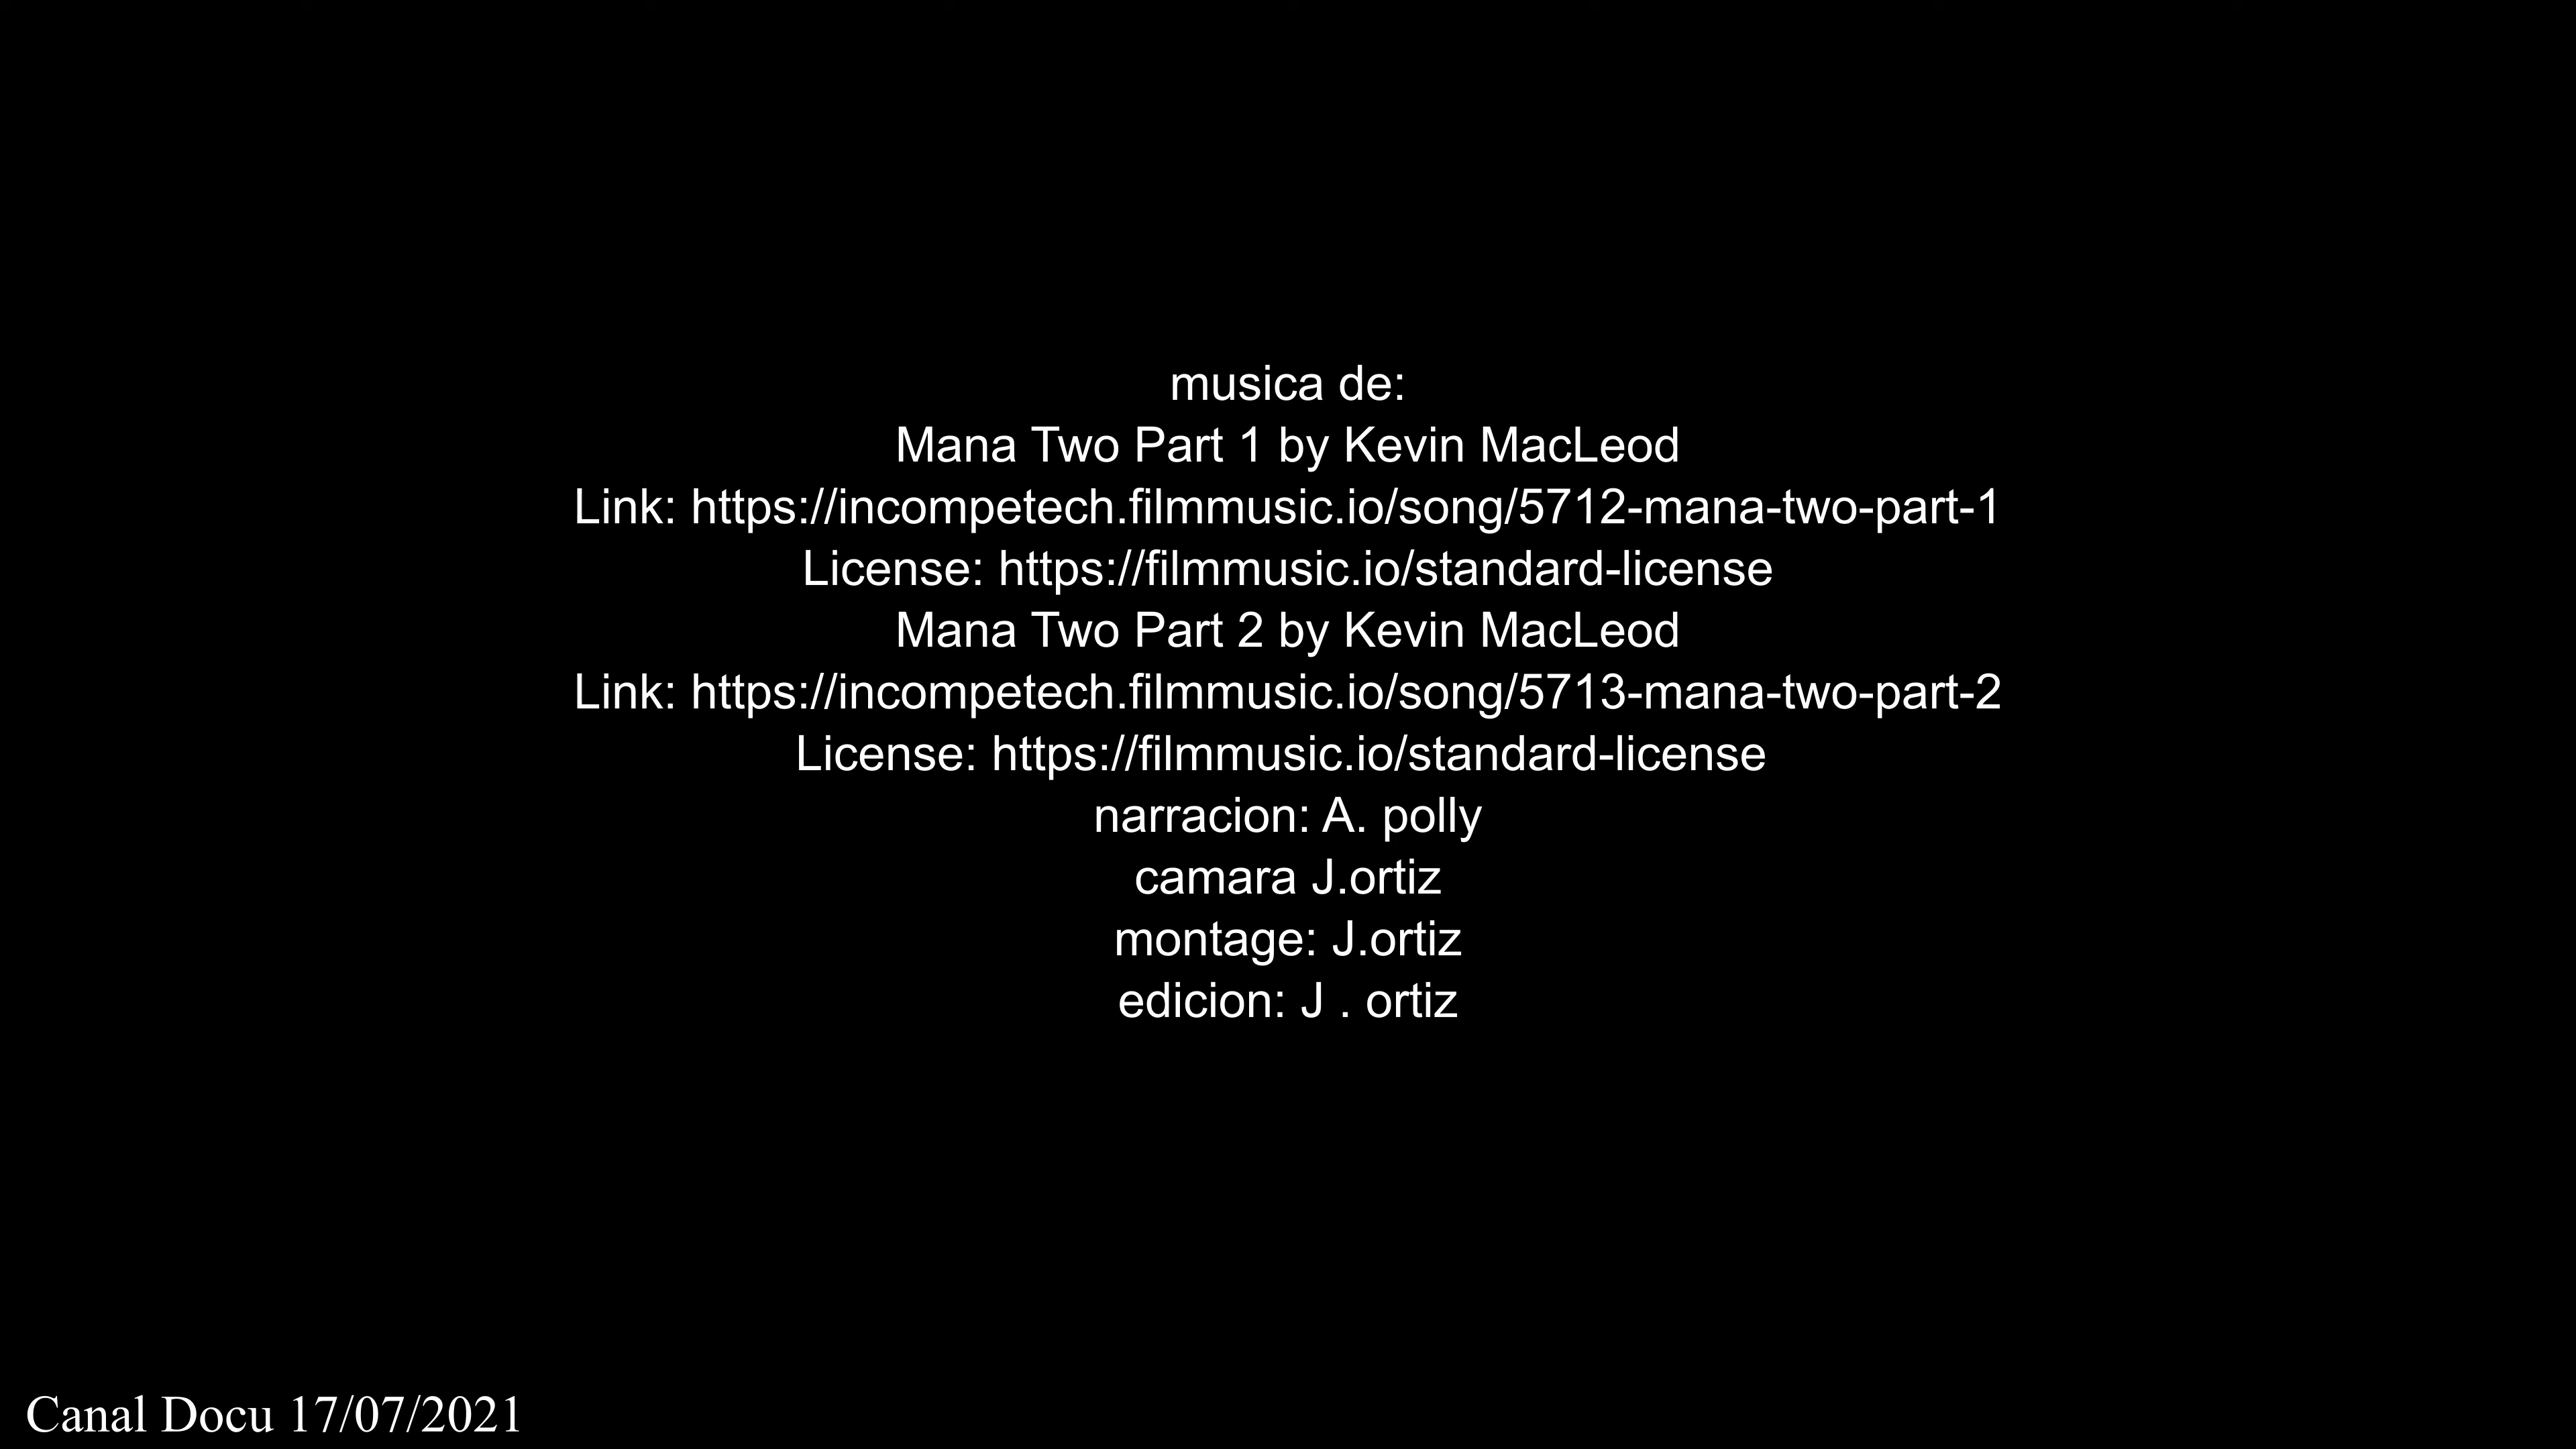 musica de:
Mana Two Part 1 by Kevin MacLeod
Link: https://incompetech.filmmusic.io/song/5712-mana-two-part-1
License: https://filmmusic.io/standard-license
Mana Two Part 2 by Kevin MacLeod
Link: https://incompetech.filmmusic.io/song/5713-mana-two-part-2
License: https://filmmusic.io/standard-license
narracion: A. polly
camara J.ortiz
montage: J.ortiz
edicion: J . ortiz
Canal Docu 17/07/2021